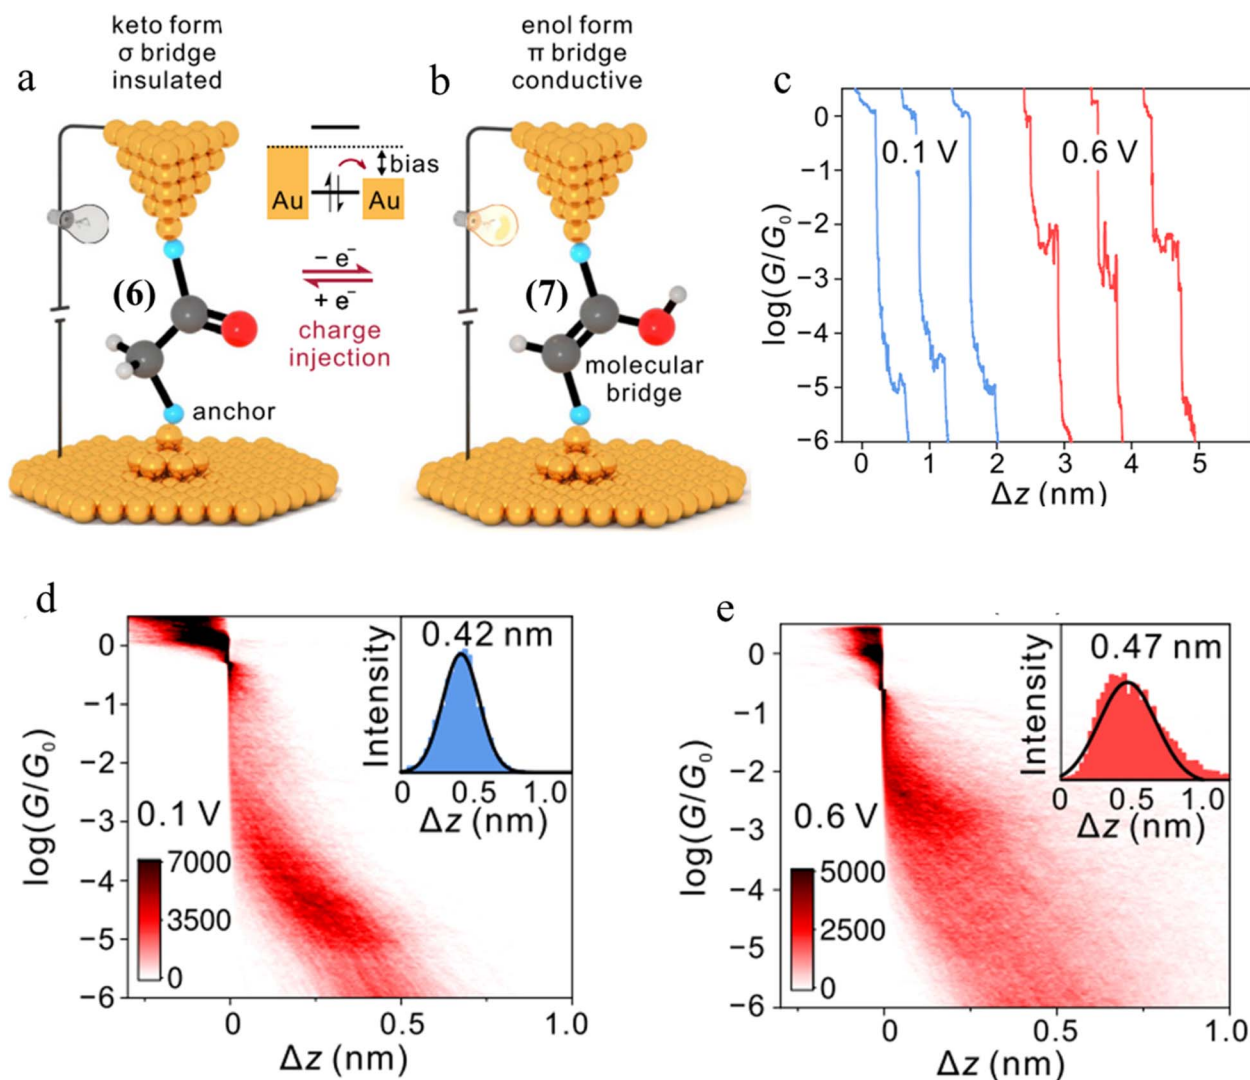 a
keto form
σ bridge
insulated
Au
bias
Au
(6)
− e⁻
+ e⁻
charge
injection
anchor
b
enol form
π bridge
conductive
(7)
molecular
bridge
c
log(G/G₀)
0
−1
−2
−3
−4
−5
−6
0.1 V
0.6 V
0 1 2 3 4 5
Δz (nm)
d
log(G/G₀)
0
−1
−2
−3
−4
−5
−6
0.1 V
7000
3500
0
Intensity
0.42 nm
0 0.5 1.0
Δz (nm)
0 0.5 1.0
Δz (nm)
e
log(G/G₀)
0
−1
−2
−3
−4
−5
−6
0.6 V
5000
2500
0
Intensity
0.47 nm
0 0.5 1.0
Δz (nm)
0 0.5 1.0
Δz (nm)